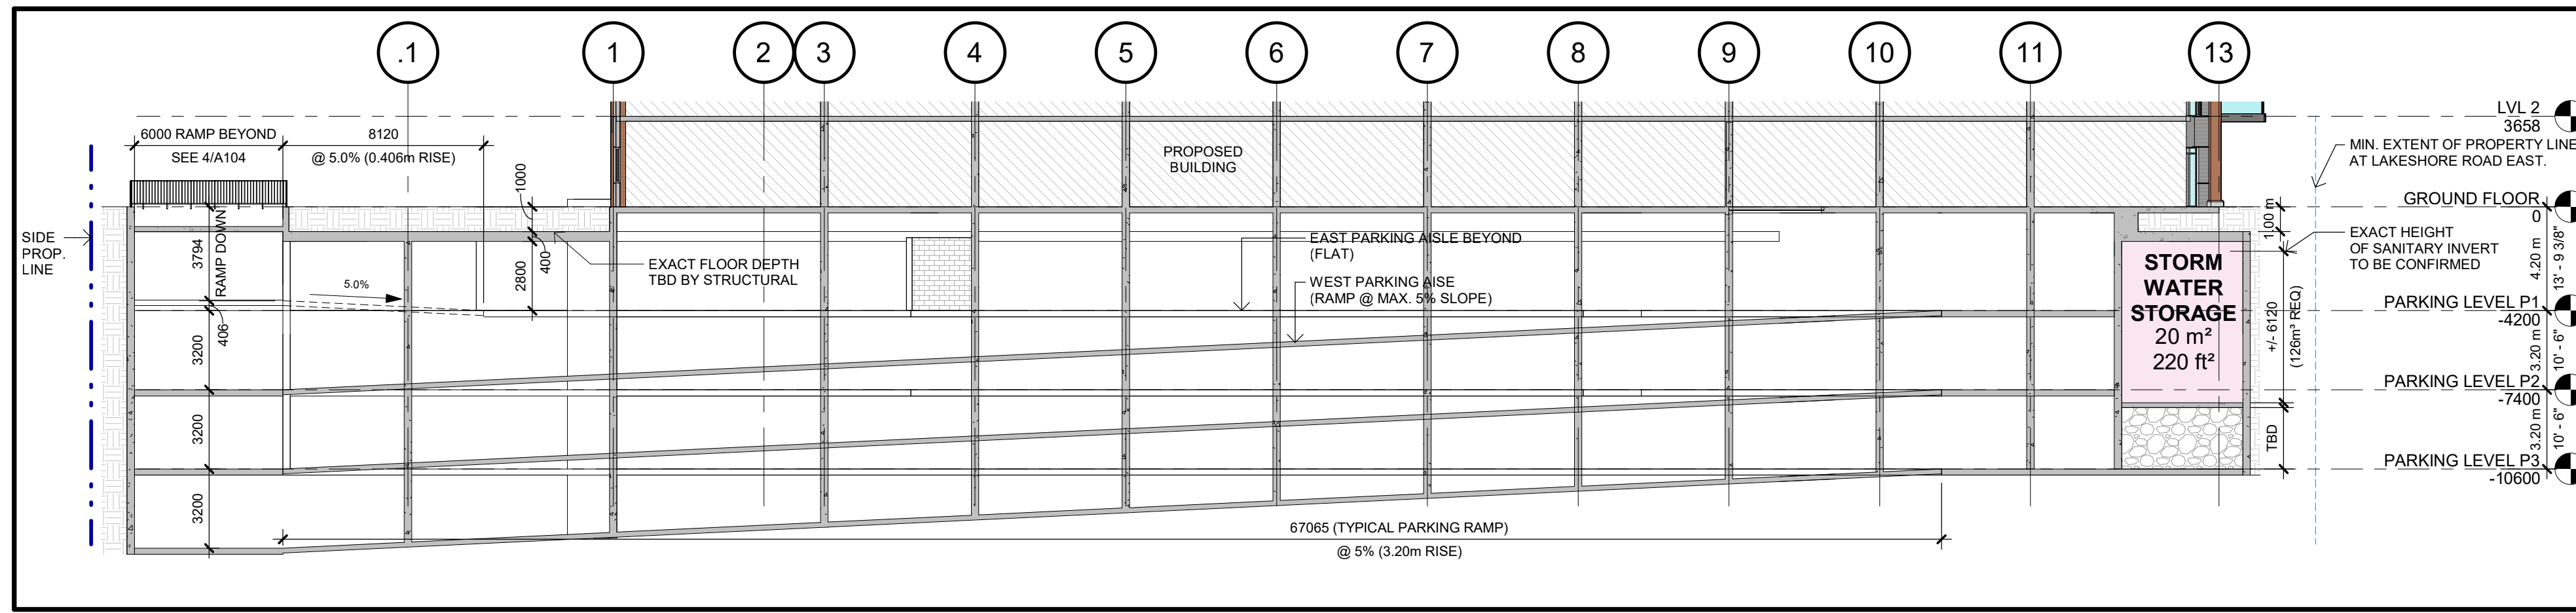 .1
1
2
3
4
5
6
7
8
9
10
11
13
6000 RAMP BEYOND
SEE 4/A104
8120
@ 5.0% (0.406m RISE)
1000
PROPOSED
BUILDING
LVL 2
3658
MIN. EXTENT OF PROPERTY LINE
AT LAKESHORE ROAD EAST.
GROUND FLOOR
0
1.00 m
SIDE
PROP.
LINE
3794
RAMP DOWN
5.0%
2800
400
EXACT FLOOR DEPTH
TBD BY STRUCTURAL
EAST PARKING AISLE BEYOND
(FLAT)
WEST PARKING AISE
(RAMP @ MAX. 5% SLOPE)
EXACT HEIGHT
OF SANITARY INVERT
TO BE CONFIRMED
STORM
WATER
STORAGE
20 m²
220 ft²
4.20 m
13' - 9 3/8"
PARKING LEVEL P1
-4200
406
3200
+/- 6120
(126m³ REQ)
3.20 m
10' - 6"
PARKING LEVEL P2
-7400
3200
TBD
3.20 m
10' - 6"
PARKING LEVEL P3
-10600
3200
67065 (TYPICAL PARKING RAMP)
@ 5% (3.20m RISE)